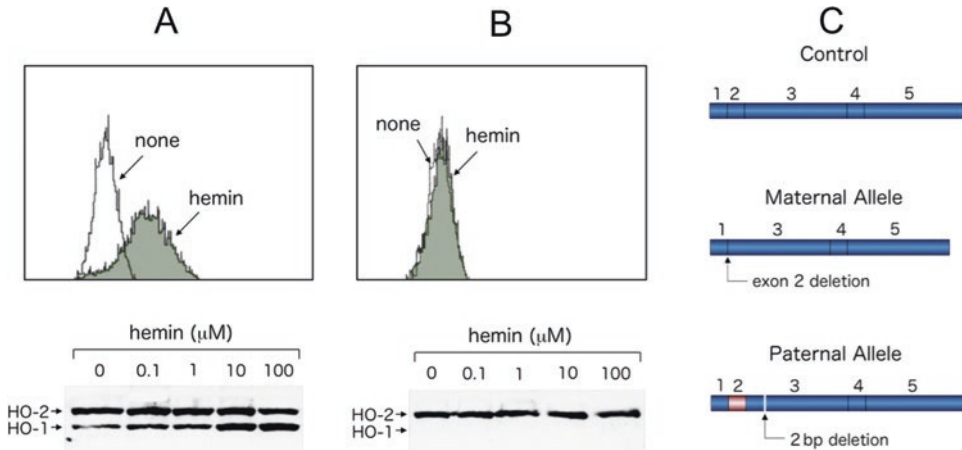 A
none
hemin
hemin (μM)
0 0.1 1 10 100
HO-2
HO-1
B
none
hemin
hemin (μM)
0 0.1 1 10 100
HO-2
HO-1
C
Control
1 2 3 4 5
Maternal Allele
1 3 4 5
exon 2 deletion
Paternal Allele
1 2 3 4 5
2 bp deletion